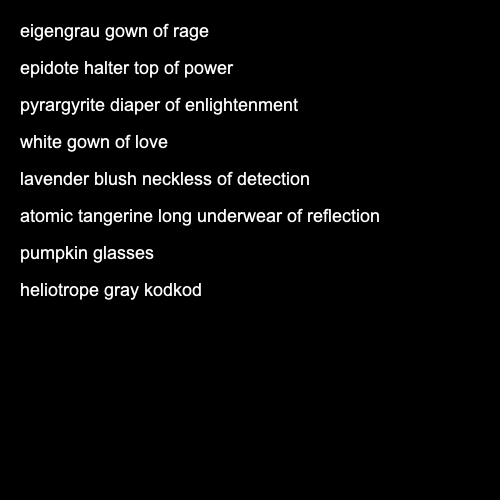 eigengrau gown of rage
epidote halter top of power
pyrargyrite diaper of enlightenment
white gown of love
lavender blush neckless of detection
atomic tangerine long underwear of reflection
pumpkin glasses
heliotrope gray kodkod